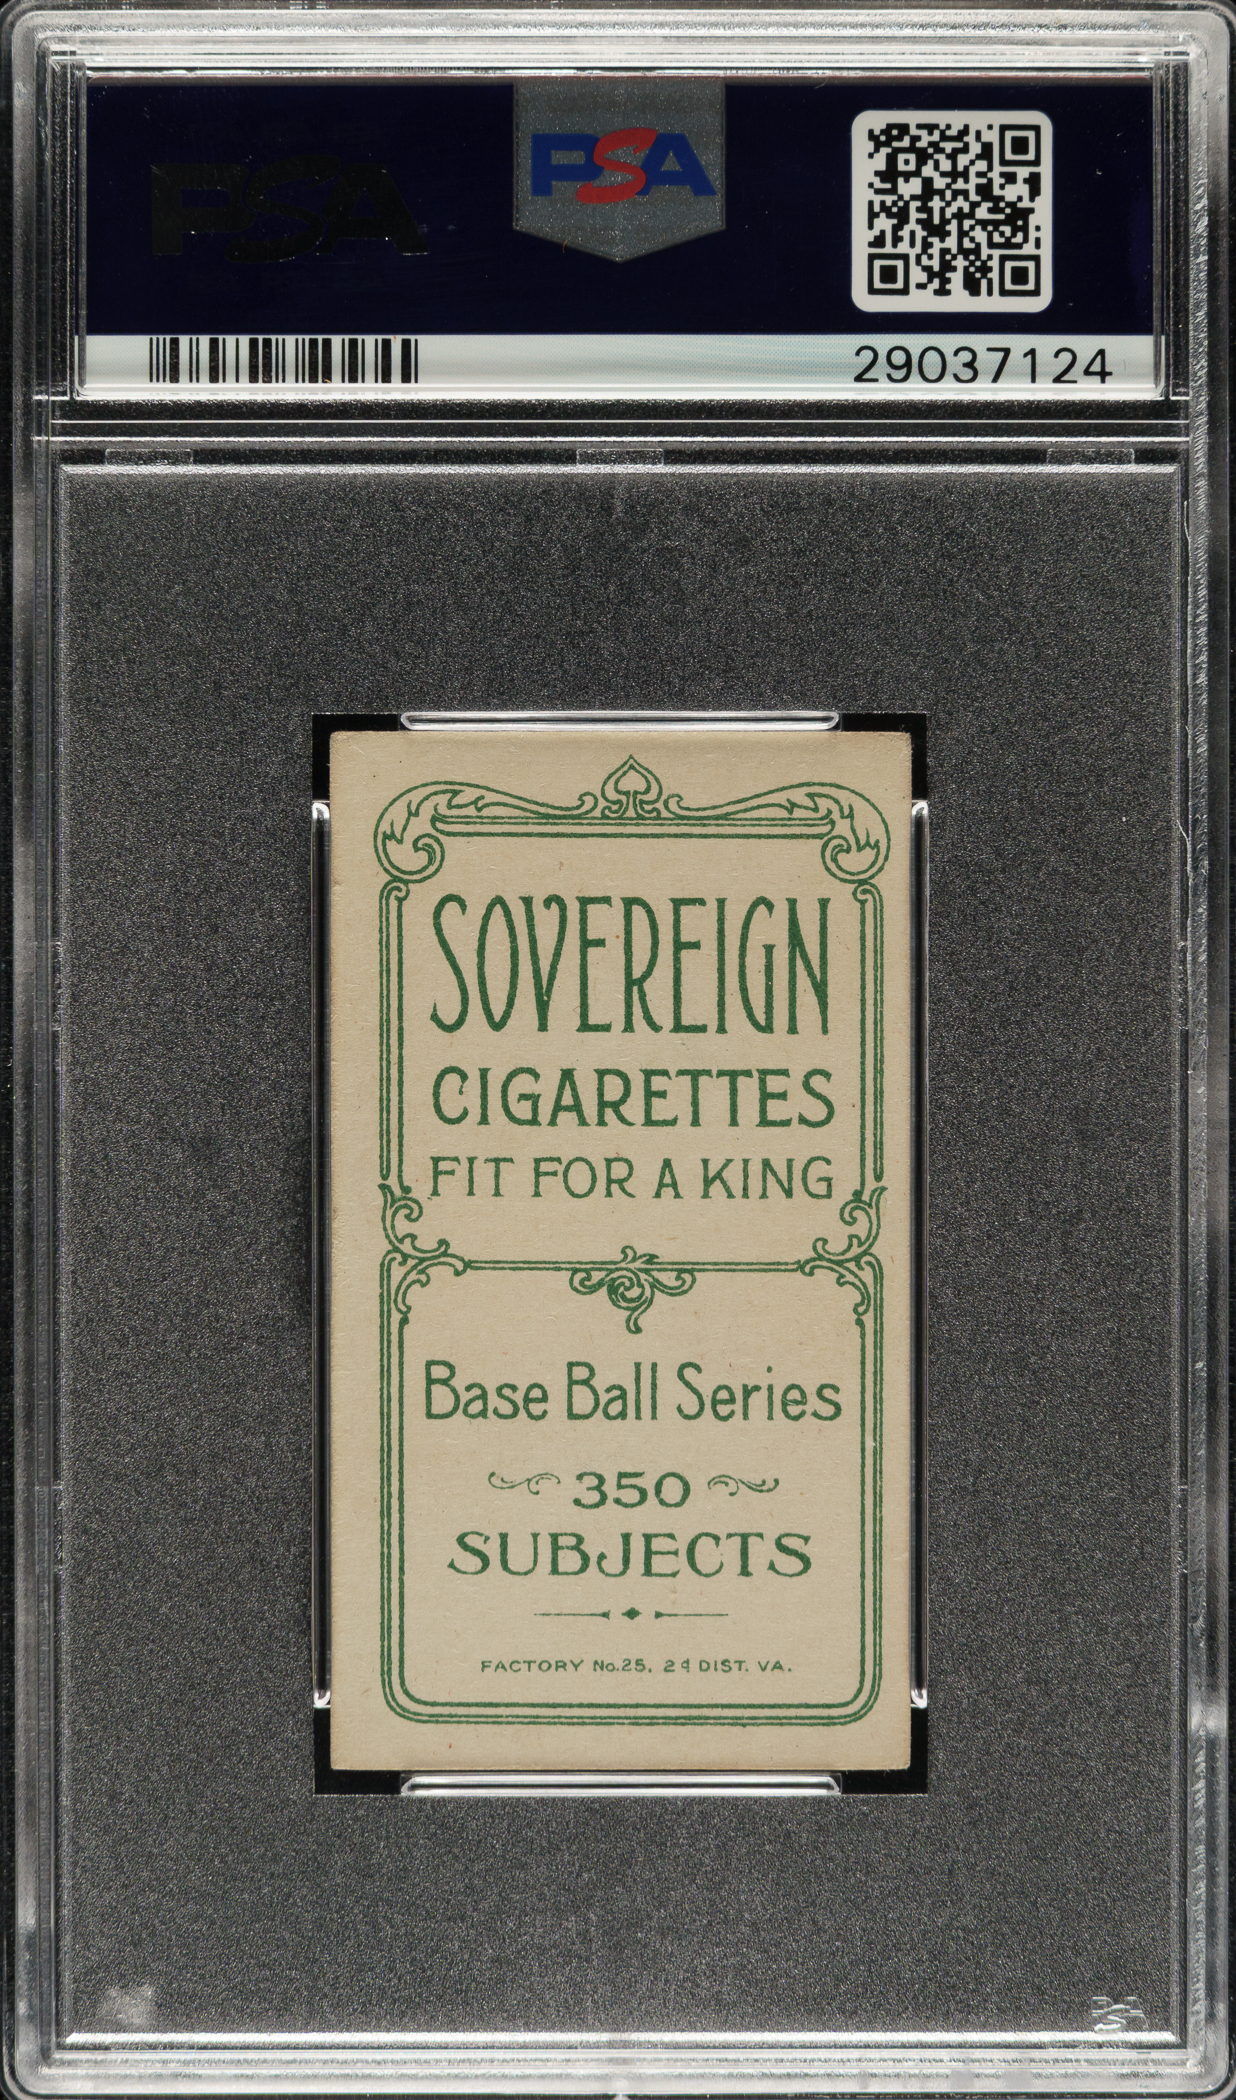 PSA
PSA
29037124
SOVEREIGN
CIGARETTES
FIT FOR A KING
Base Ball Series
350
SUBJECTS
FACTORY No.25, 2d DIST. VA.
PSA